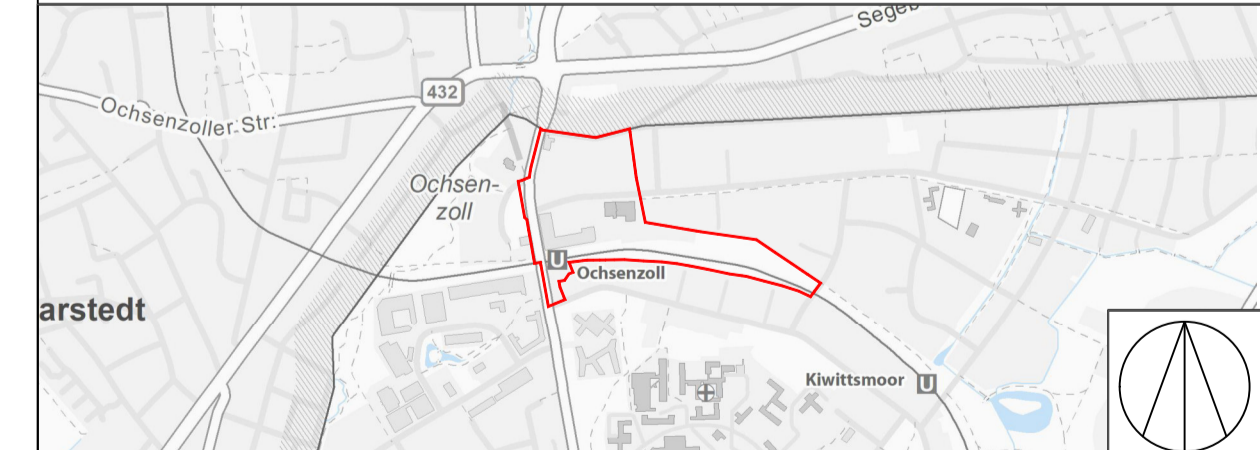 Segeb
432
Ochsenzoller Str.
Ochsen-
zoll
U
Ochsenzoll
arstedt
Kiwittsmoor U